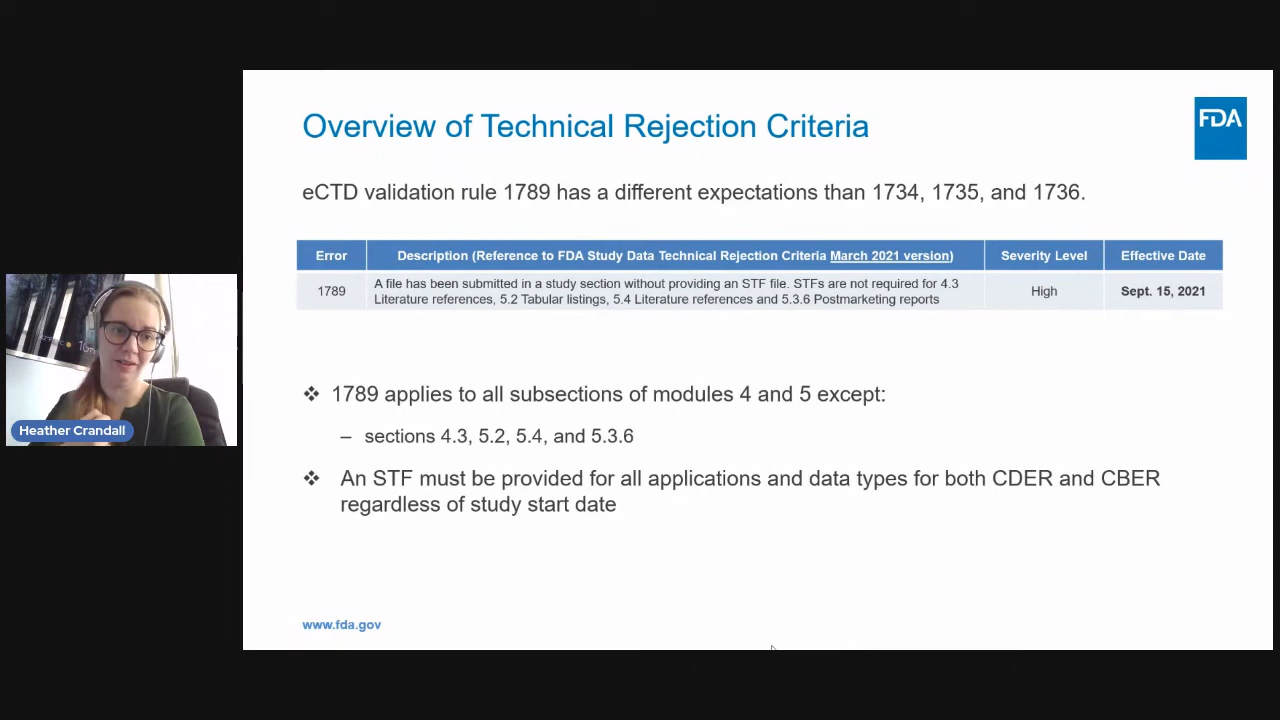 Overview of Technical Rejection Criteria
FDA
eCTD validation rule 1789 has a different expectations than 1734, 1735, and 1736.
Error
Description (Reference to FDA Study Data Technical Rejection Criteria March 2021 version)
Severity Level
Effective Date
1789
A file has been submitted in a study section without providing an STF file. STFs are not required for 4.3
Literature references, 5.2 Tabular listings, 5.4 Literature references and 5.3.6 Postmarketing reports
High
Sept. 15, 2021
❖ 1789 applies to all subsections of modules 4 and 5 except:
– sections 4.3, 5.2, 5.4, and 5.3.6
❖ An STF must be provided for all applications and data types for both CDER and CBER
regardless of study start date
www.fda.gov
Heather Crandall